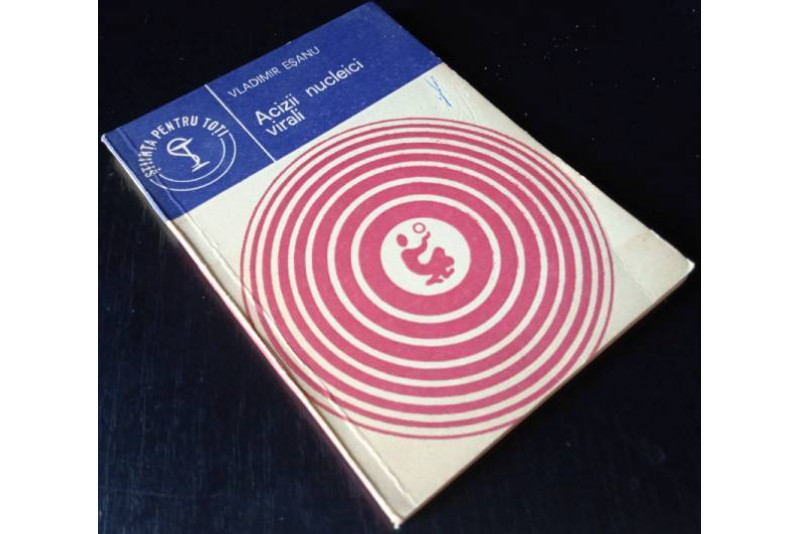 VLADIMIR EȘANU
Acizii nucleici
virali
ȘTIINȚA PENTRU TOȚI